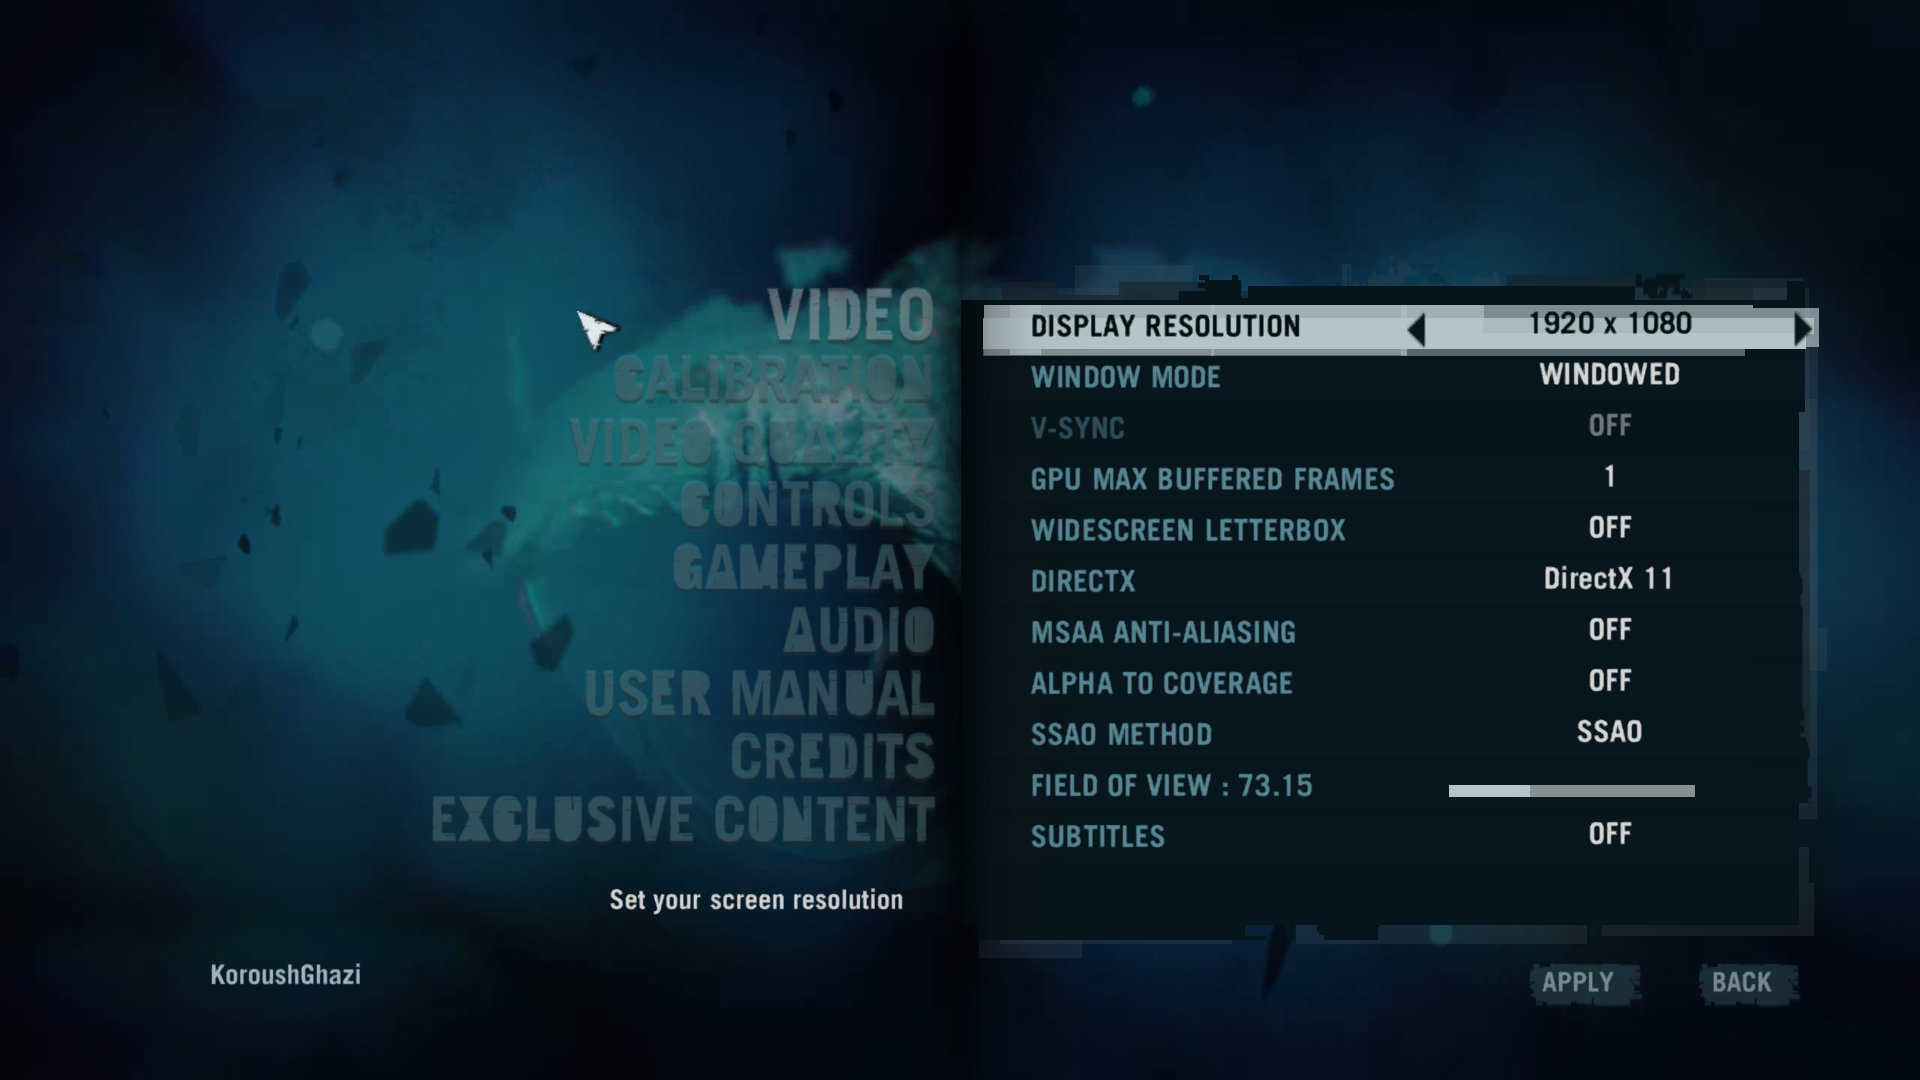 VIDEO
CALIBRATION
VIDEO QUALITY
CONTROLS
GAMEPLAY
AUDIO
USER MANUAL
CREDITS
EXCLUSIVE CONTENT
Set your screen resolution
KoroushGhazi
DISPLAY RESOLUTION 1920 x 1080
WINDOW MODE WINDOWED
V-SYNC OFF
GPU MAX BUFFERED FRAMES 1
WIDESCREEN LETTERBOX OFF
DIRECTX DirectX 11
MSAA ANTI-ALIASING OFF
ALPHA TO COVERAGE OFF
SSAO METHOD SSAO
FIELD OF VIEW : 73.15
SUBTITLES OFF
APPLY BACK